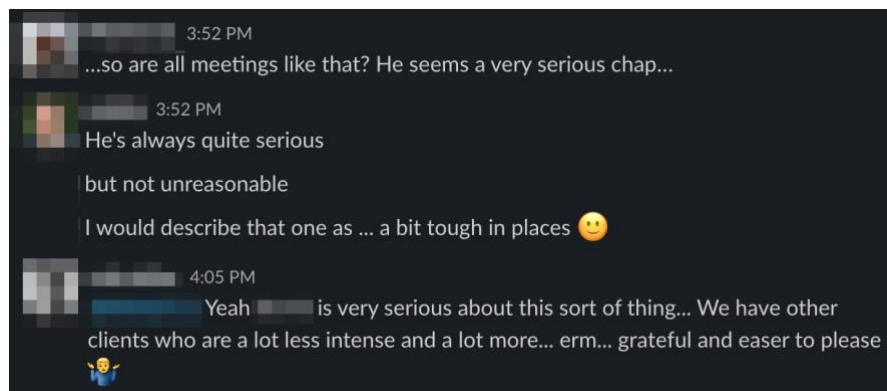 3:52 PM
...so are all meetings like that? He seems a very serious chap...
3:52 PM
He's always quite serious
but not unreasonable
I would describe that one as ... a bit tough in places 🙂
4:05 PM
Yeah is very serious about this sort of thing... We have other
clients who are a lot less intense and a lot more... erm... grateful and easer to please
🤷‍♂️